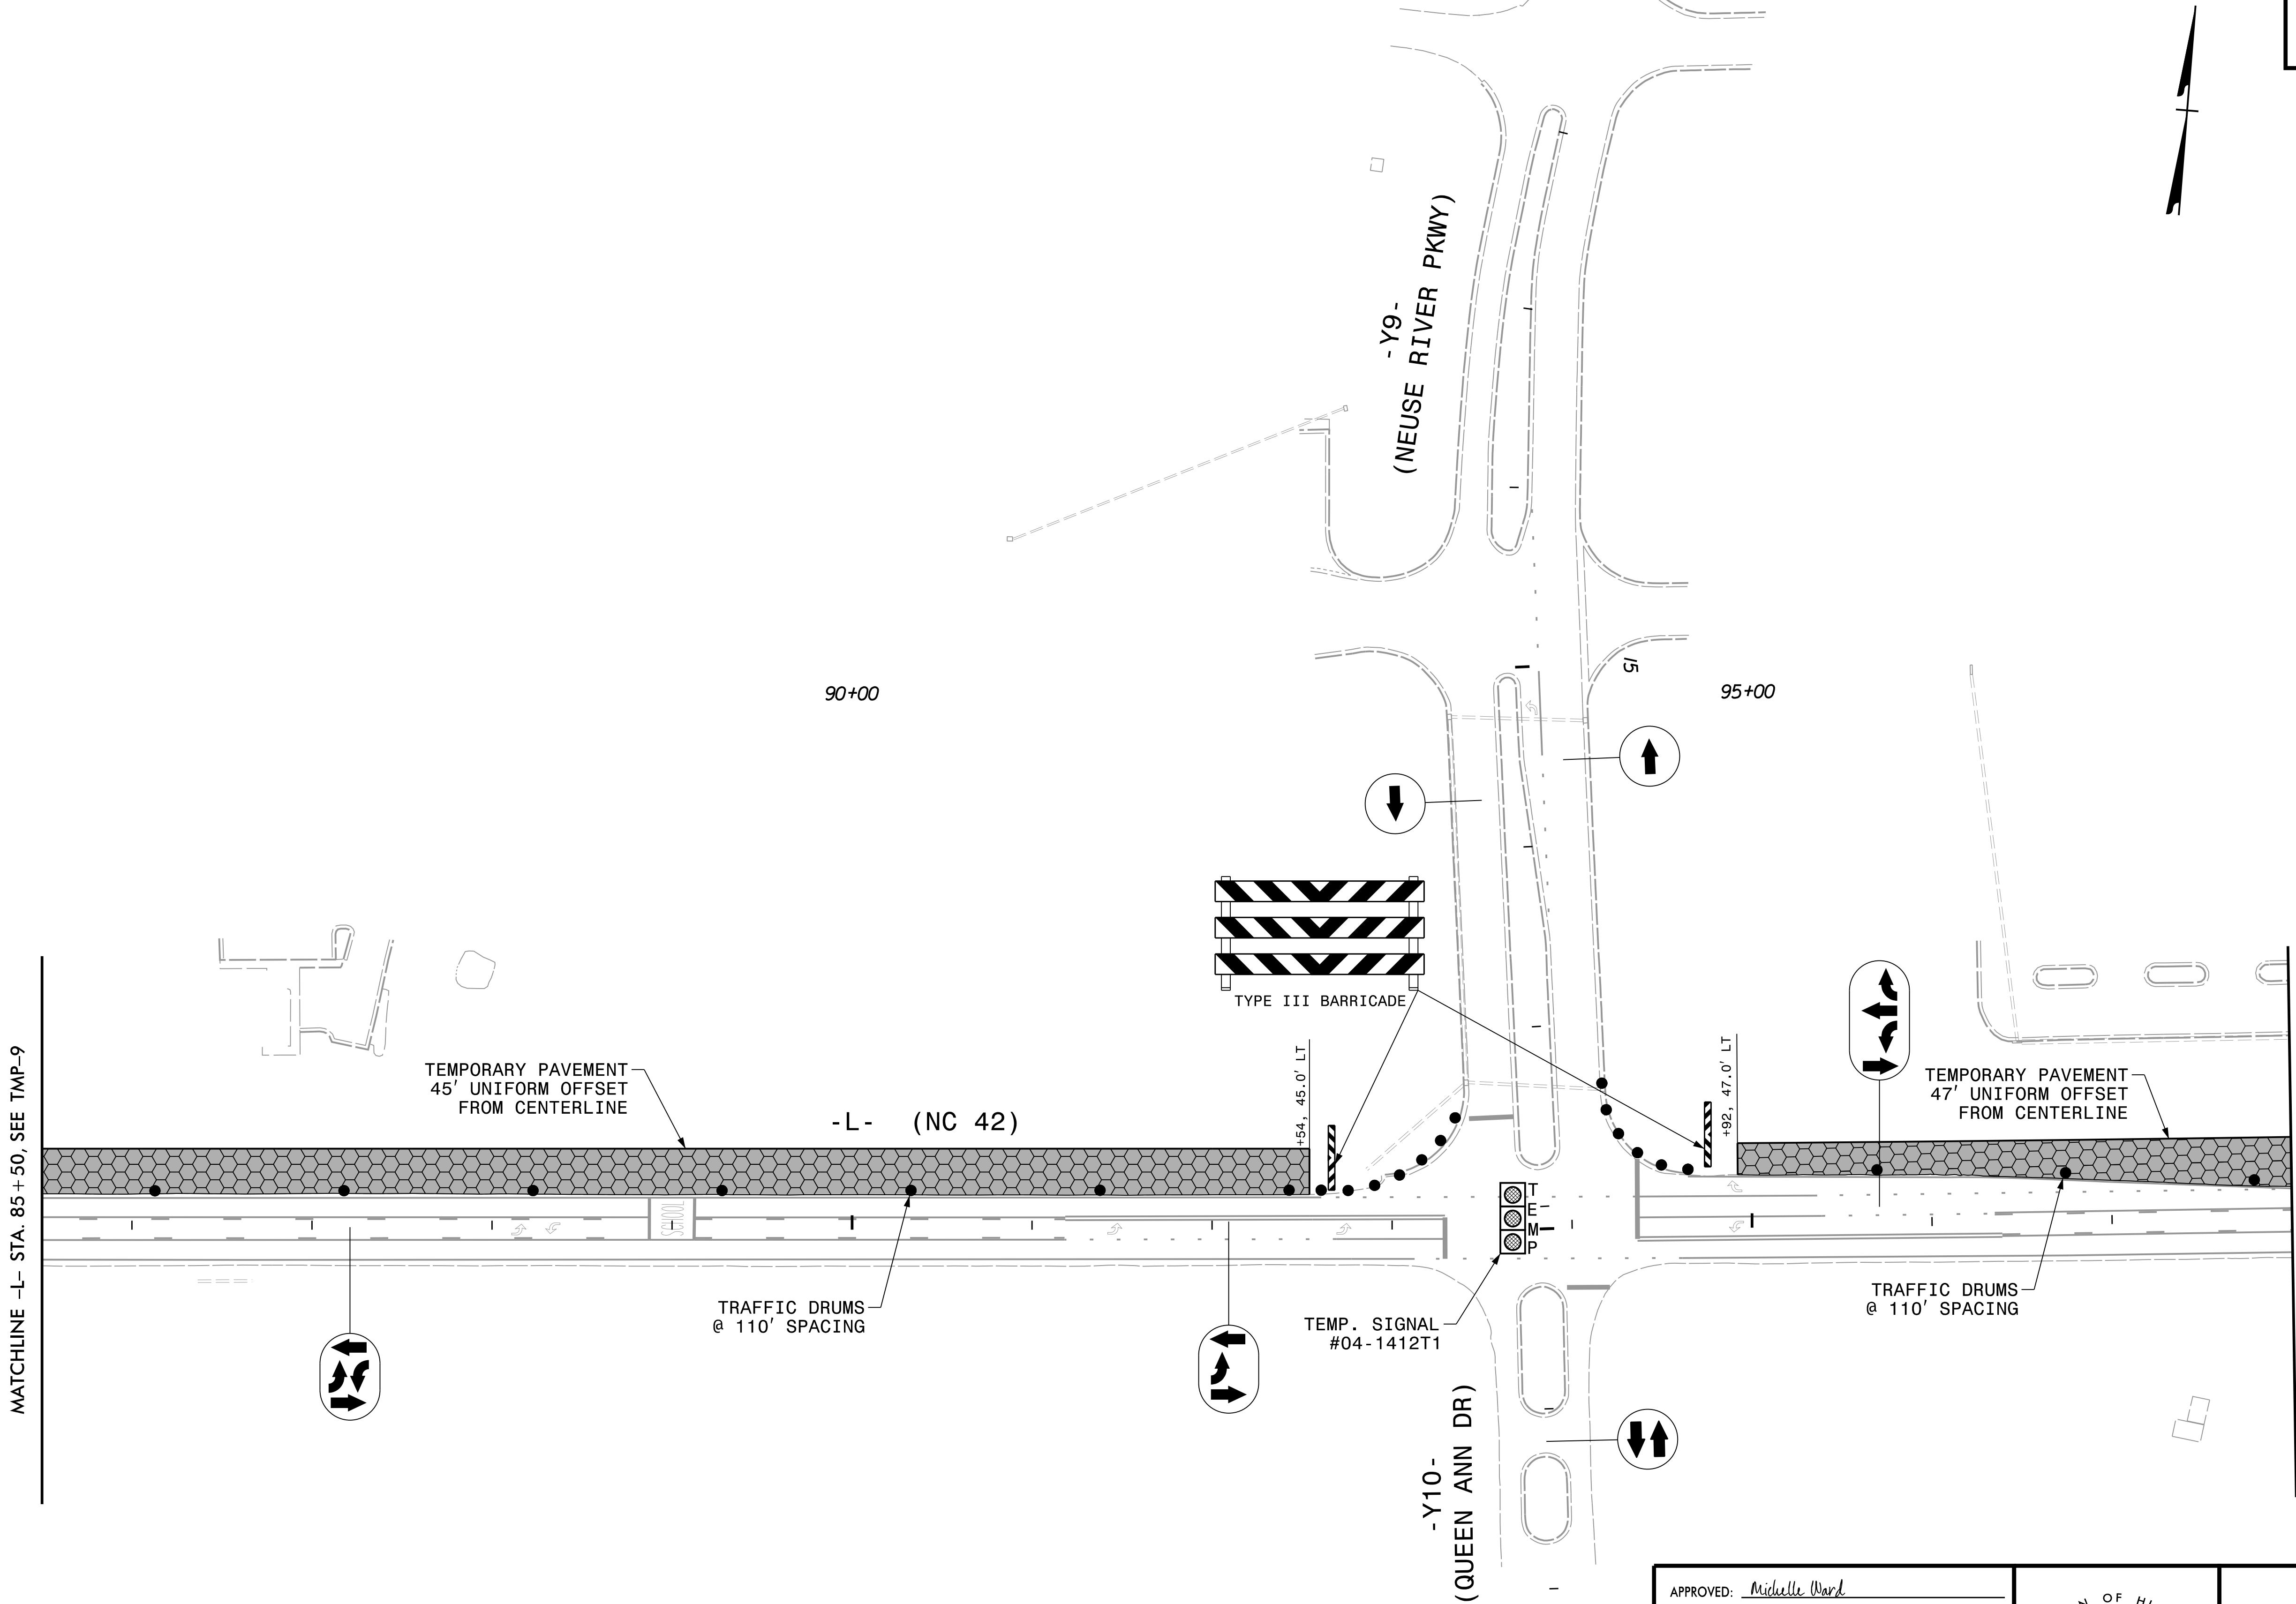 -Y9-
(NEUSE RIVER PKWY)
15
90+00
95+00
TYPE III BARRICADE
MATCHLINE -L- STA. 85+50, SEE TMP-9
TEMPORARY PAVEMENT
45' UNIFORM OFFSET
FROM CENTERLINE
-L- (NC 42)
+54, 45.0' LT
+92, 47.0' LT
TEMPORARY PAVEMENT
47' UNIFORM OFFSET
FROM CENTERLINE
SCHOOL
T
E
M
P
TRAFFIC DRUMS
@ 110' SPACING
TEMP. SIGNAL
#04-1412T1
TRAFFIC DRUMS
@ 110' SPACING
-Y10-
(QUEEN ANN DR)
APPROVED: Michelle Ward
OF